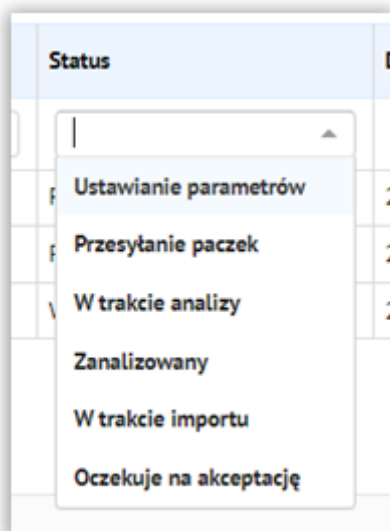 Status
Ustawianie parametrów
Przesyłanie paczek
W trakcie analizy
Zanalizowany
W trakcie importu
Oczekuje na akceptację